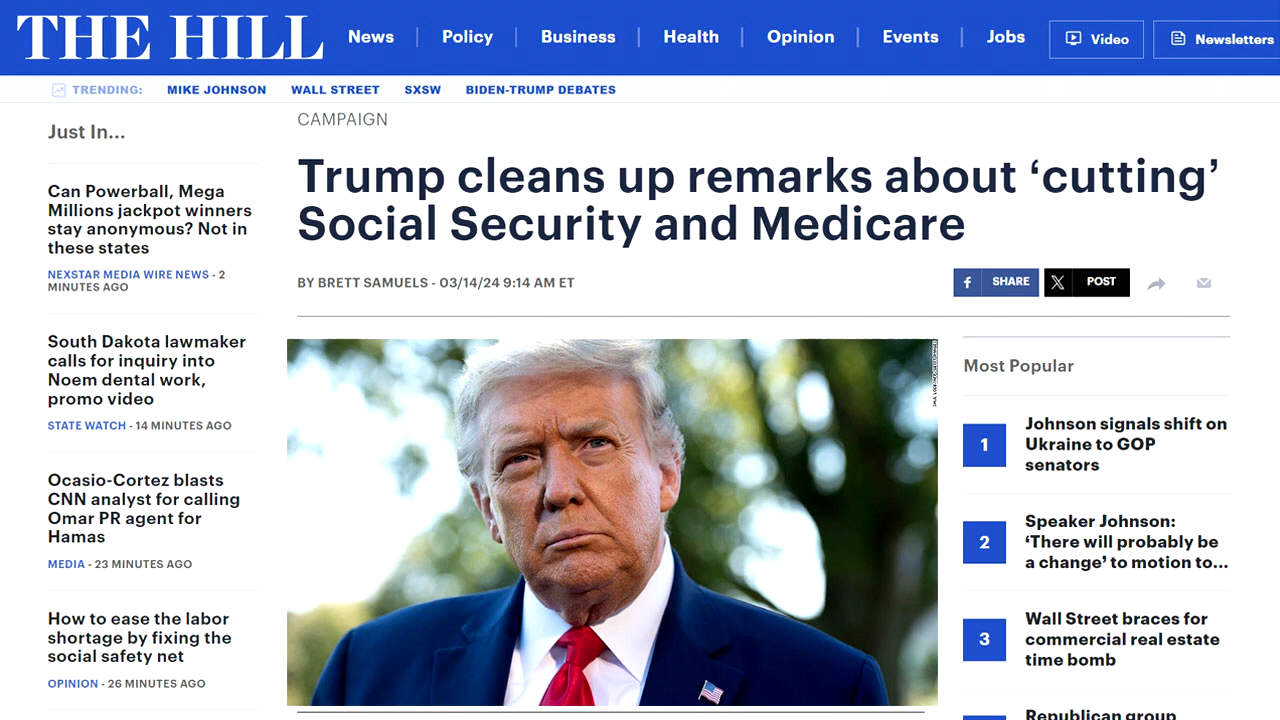 THE HILL
News
Policy
Business
Health
Opinion
Events
Jobs
Video
Newsletters
TRENDING:
MIKE JOHNSON
WALL STREET
SXSW
BIDEN-TRUMP DEBATES
Just In...
Can Powerball, Mega
Millions jackpot winners
stay anonymous? Not in
these states
NEXSTAR MEDIA WIRE NEWS - 2
MINUTES AGO
South Dakota lawmaker
calls for inquiry into
Noem dental work,
promo video
STATE WATCH - 14 MINUTES AGO
Ocasio-Cortez blasts
CNN analyst for calling
Omar PR agent for
Hamas
MEDIA - 23 MINUTES AGO
How to ease the labor
shortage by fixing the
social safety net
OPINION - 26 MINUTES AGO
CAMPAIGN
Trump cleans up remarks about ‘cutting’
Social Security and Medicare
BY BRETT SAMUELS - 03/14/24 9:14 AM ET
f SHARE
X POST
Most Popular
1
Johnson signals shift on
Ukraine to GOP
senators
2
Speaker Johnson:
‘There will probably be
a change’ to motion to...
3
Wall Street braces for
commercial real estate
time bomb
Republican group